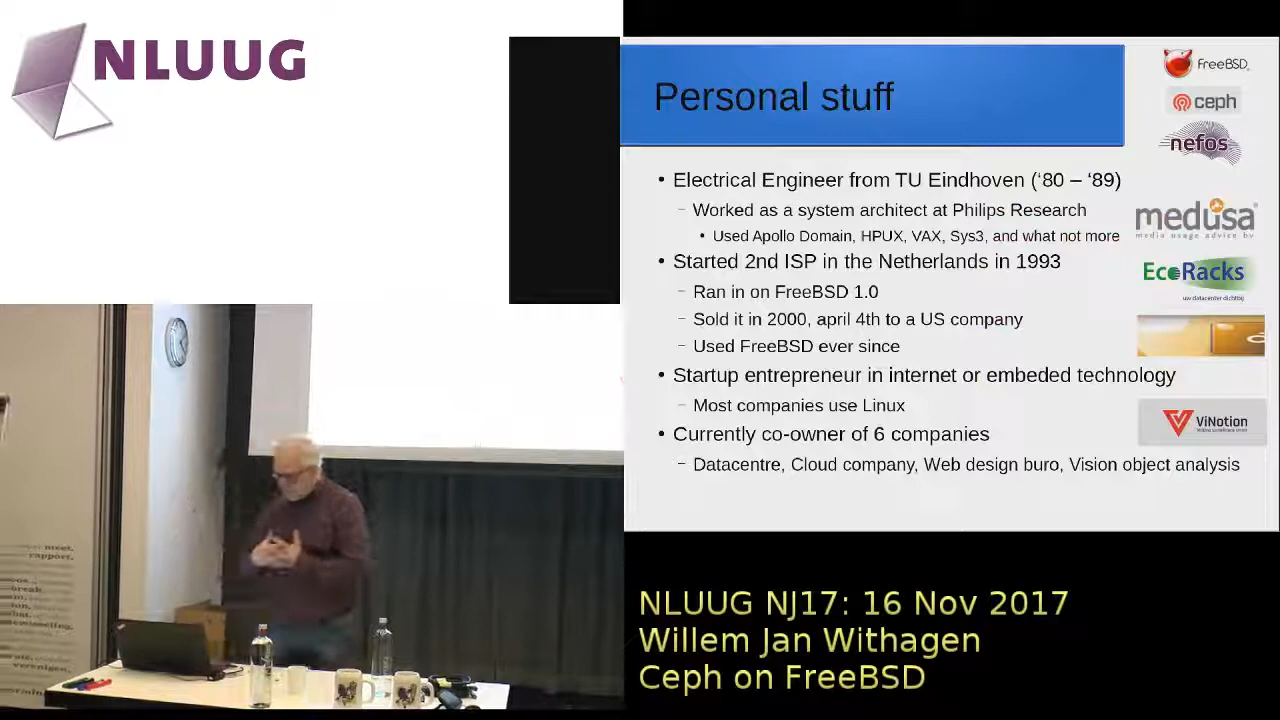 NLUUG
Personal stuff
• Electrical Engineer from TU Eindhoven (‘80 – ‘89)
– Worked as a system architect at Philips Research
• Used Apollo Domain, HPUX, VAX, Sys3, and what not more
• Started 2nd ISP in the Netherlands in 1993
– Ran in on FreeBSD 1.0
– Sold it in 2000, april 4th to a US company
– Used FreeBSD ever since
• Startup entrepreneur in internet or embeded technology
– Most companies use Linux
• Currently co-owner of 6 companies
– Datacentre, Cloud company, Web design buro, Vision object analysis
FreeBSD
ceph
nefos
medusa
media usage advice bv
EcoRacks
uw datacenter dichtbij
ViNotion
meet.
rapport.
break
verenigen.
NLUUG NJ17: 16 Nov 2017
Willem Jan Withagen
Ceph on FreeBSD